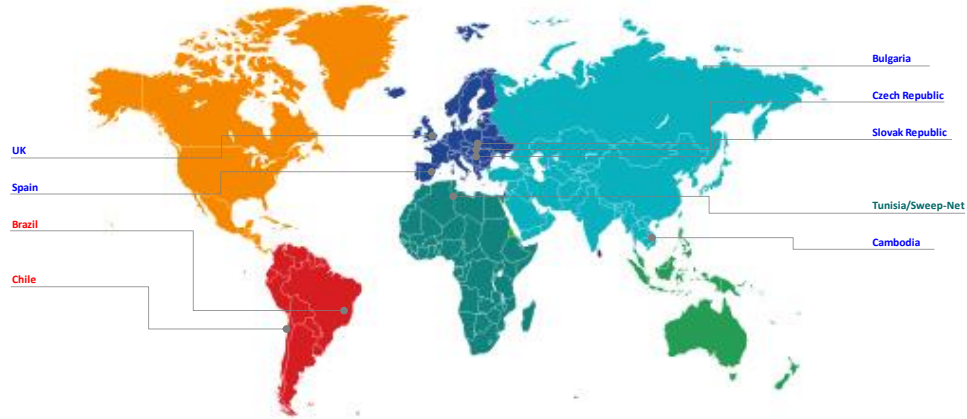 Bulgaria
Czech Republic
Slovak Republic
UK
Spain
Tunisia/Sweep-Net
Brazil
Cambodia
Chile